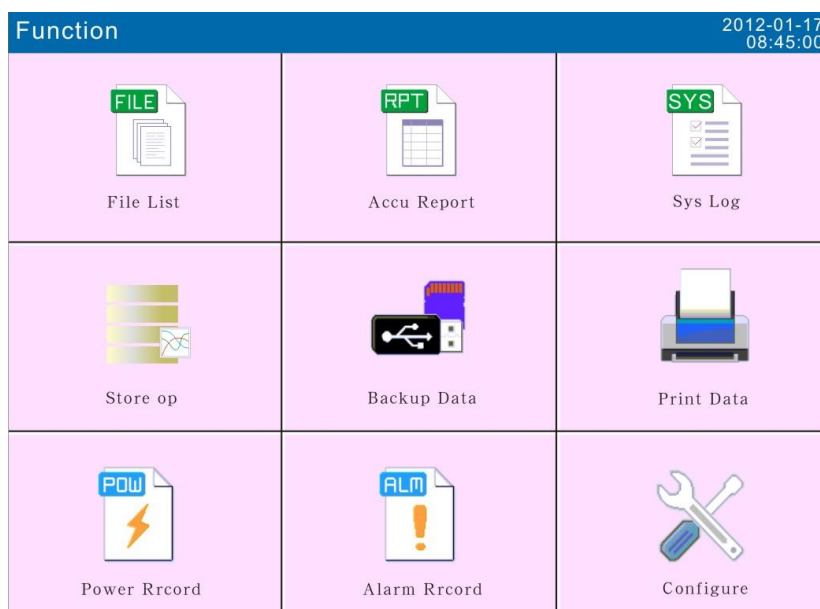 Function
2012-01-17
08:45:00
FILE
RPT
SYS
File List
Accu Report
Sys Log
Store op
Backup Data
Print Data
POW
ALM
Power Rrcord
Alarm Rrcord
Configure